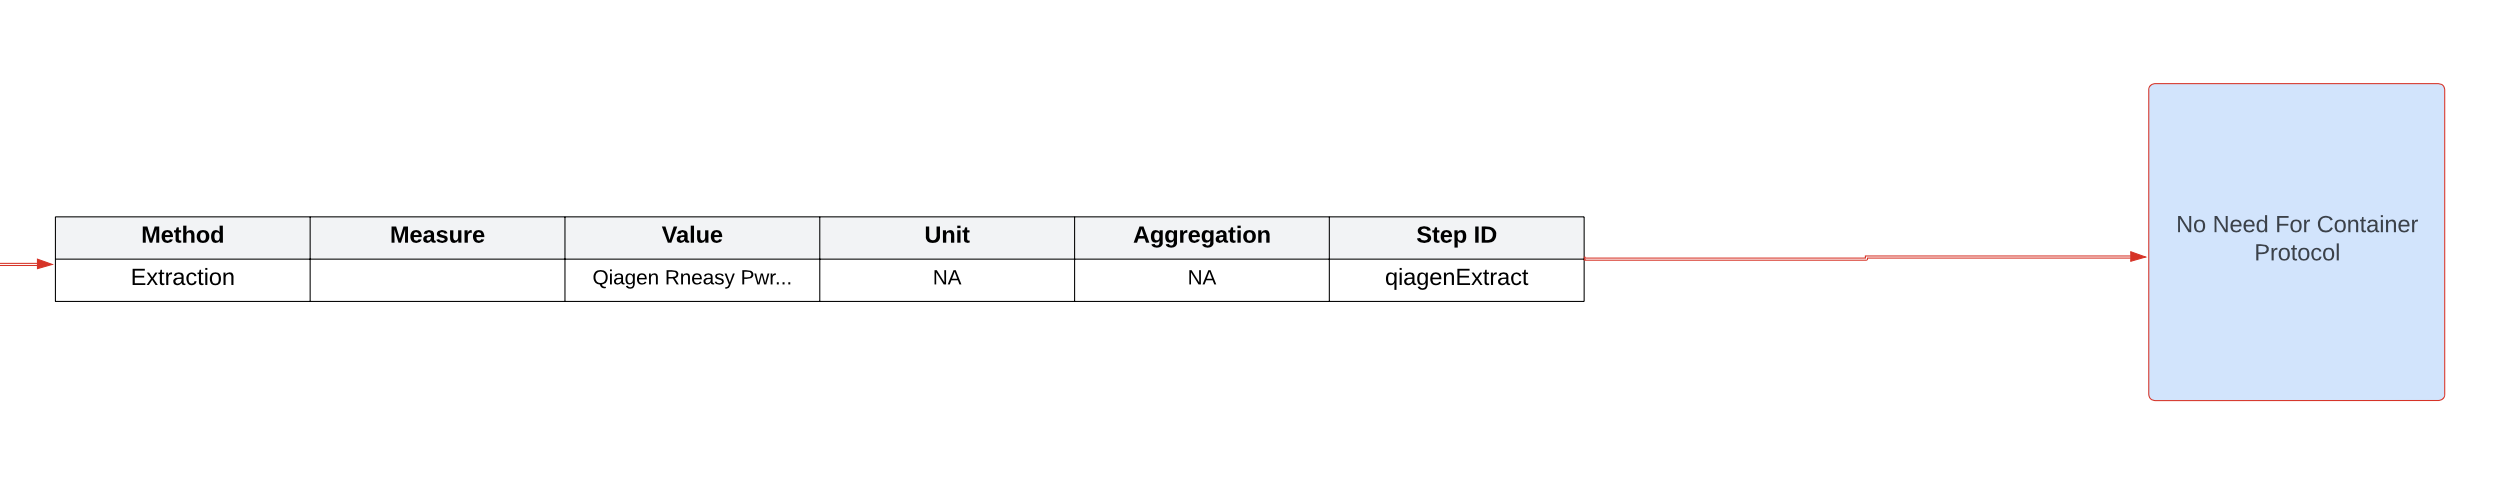 Method Measure Value Unit Aggregation Step ID
Extraction Qiagen Rneasy Pwr... NA NA qiagenExtract
No Need For Container
Protocol